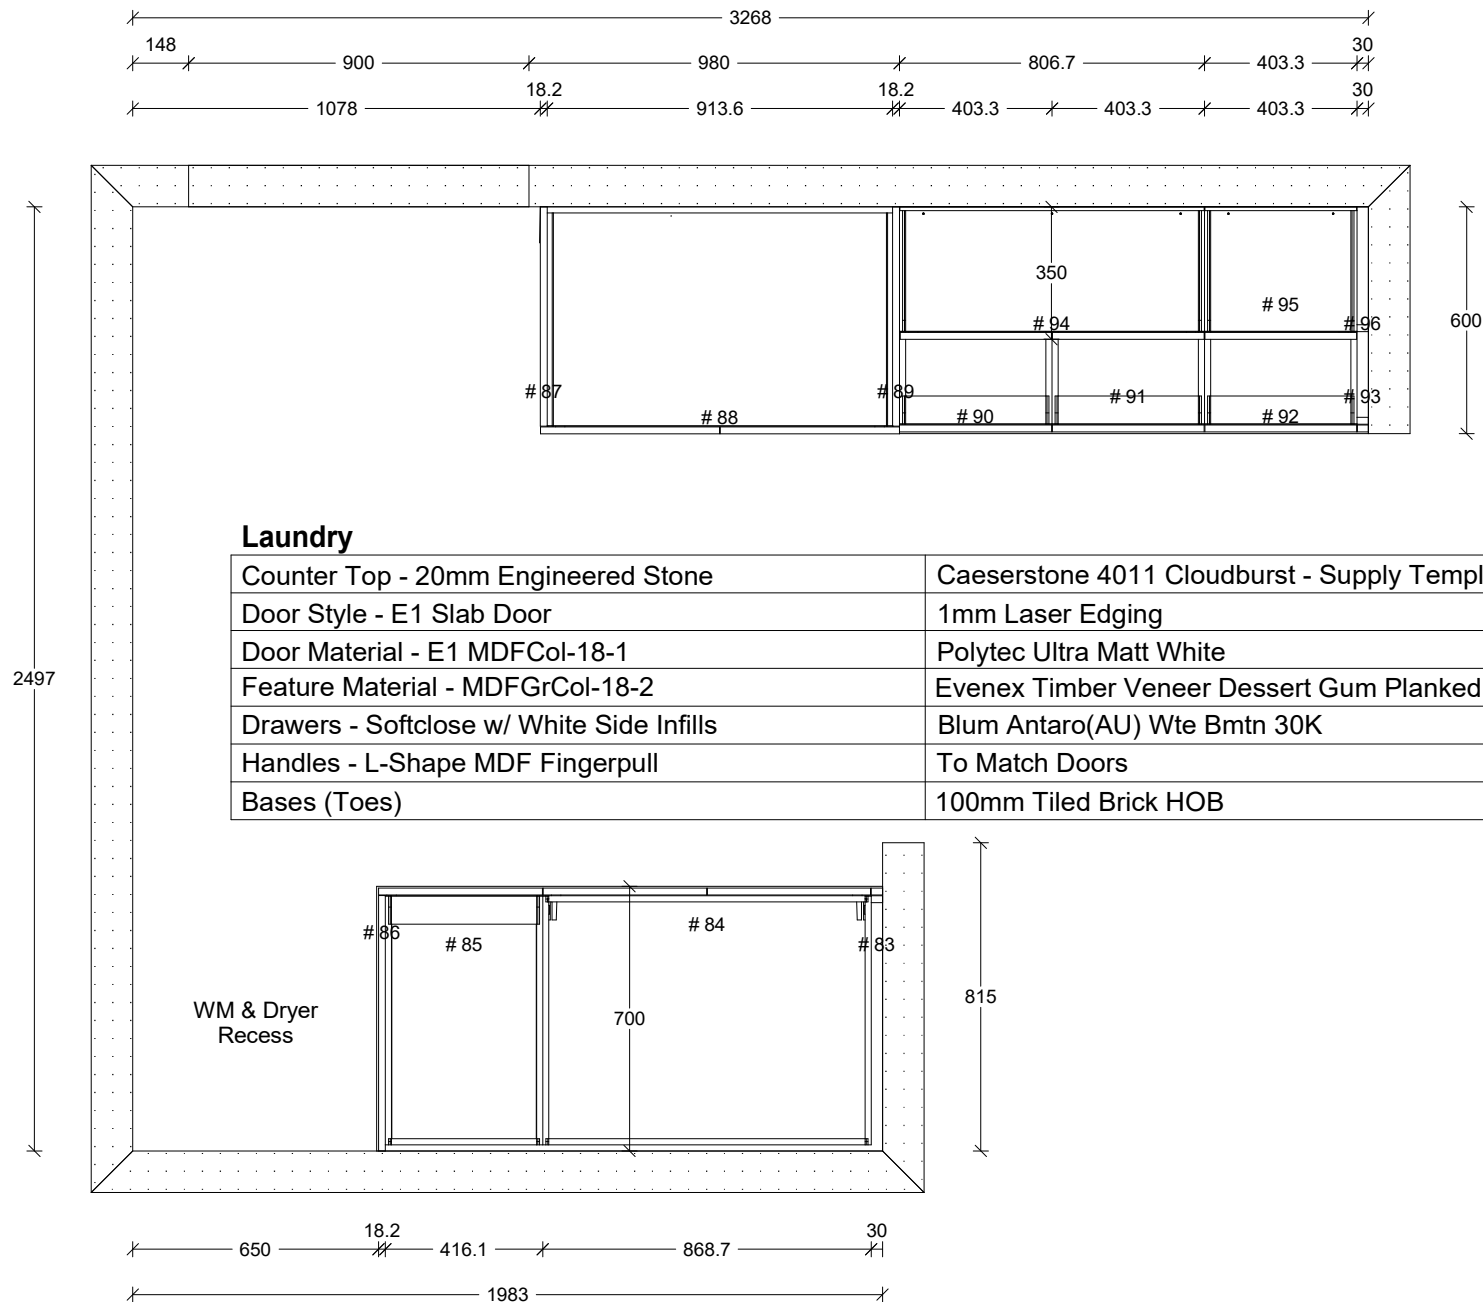 3268
148 900 980 806.7 403.3 30
1078 18.2 913.6 18.2 403.3 403.3 403.3 30
350
# 95
# 94
# 96
600
# 87
# 89
# 91
# 93
# 88
# 90
# 92
Laundry
Counter Top - 20mm Engineered Stone Caeserstone 4011 Cloudburst - Supply Templ
Door Style - E1 Slab Door 1mm Laser Edging
Door Material - E1 MDFCol-18-1 Polytec Ultra Matt White
Feature Material - MDFGrCol-18-2 Evenex Timber Veneer Dessert Gum Planked
Drawers - Softclose w/ White Side Infills Blum Antaro(AU) Wte Bmtn 30K
Handles - L-Shape MDF Fingerpull To Match Doors
Bases (Toes) 100mm Tiled Brick HOB
2497
# 86
# 85
# 84
# 83
815
WM & Dryer
Recess
700
650 18.2 416.1 868.7 30
1983